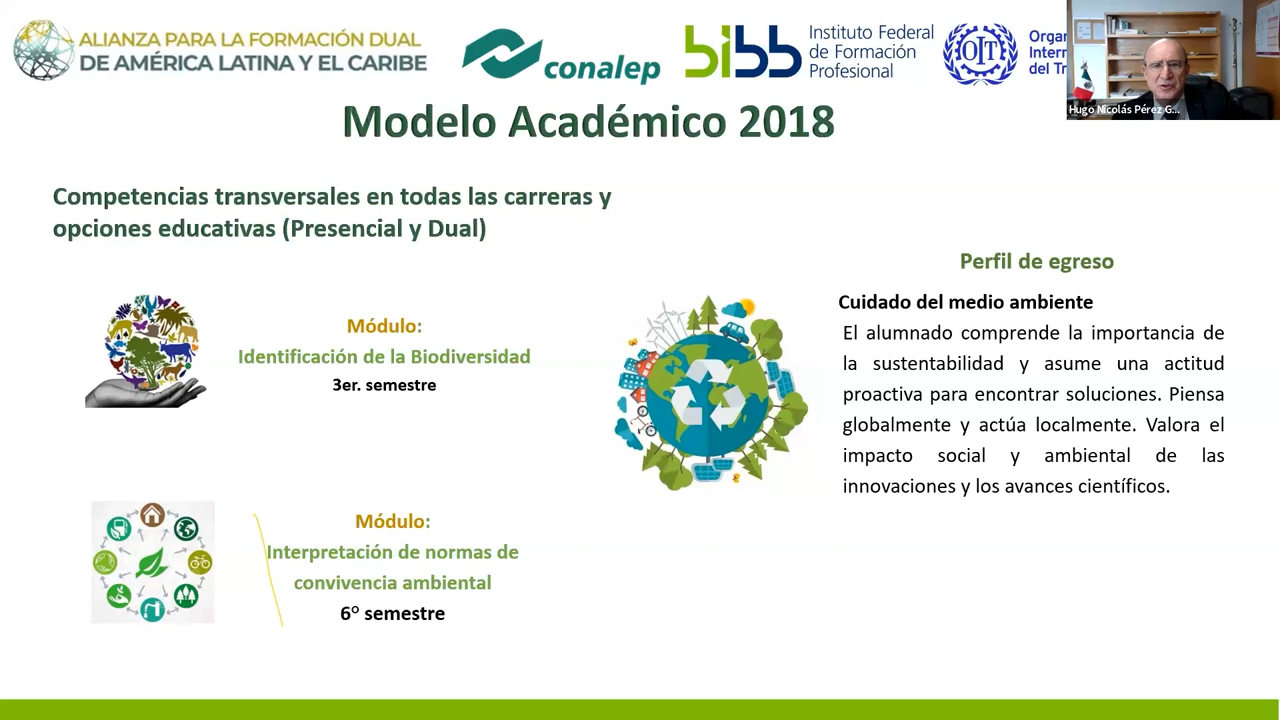 ALIANZA PARA LA FORMACIÓN DUAL
DE AMÉRICA LATINA Y EL CARIBE
conalep
bibb
Instituto Federal
de Formación
Profesional
OIT
Hugo Nicolás Pérez G...
Modelo Académico 2018
Competencias transversales en todas las carreras y
opciones educativas (Presencial y Dual)
Módulo:
Identificación de la Biodiversidad
3er. semestre
Módulo:
Interpretación de normas de
convivencia ambiental
6° semestre
Perfil de egreso
Cuidado del medio ambiente
El alumnado comprende la importancia de
la sustentabilidad y asume una actitud
proactiva para encontrar soluciones. Piensa
globalmente y actúa localmente. Valora el
impacto social y ambiental de las
innovaciones y los avances científicos.